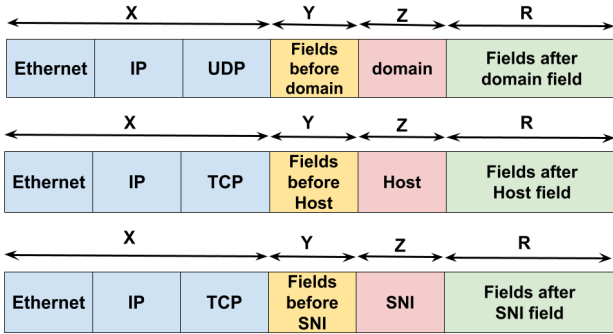 X Y Z R
Ethernet IP UDP Fields before domain domain Fields after domain field
X Y Z R
Ethernet IP TCP Fields before Host Host Fields after Host field
X Y Z R
Ethernet IP TCP Fields before SNI SNI Fields after SNI field